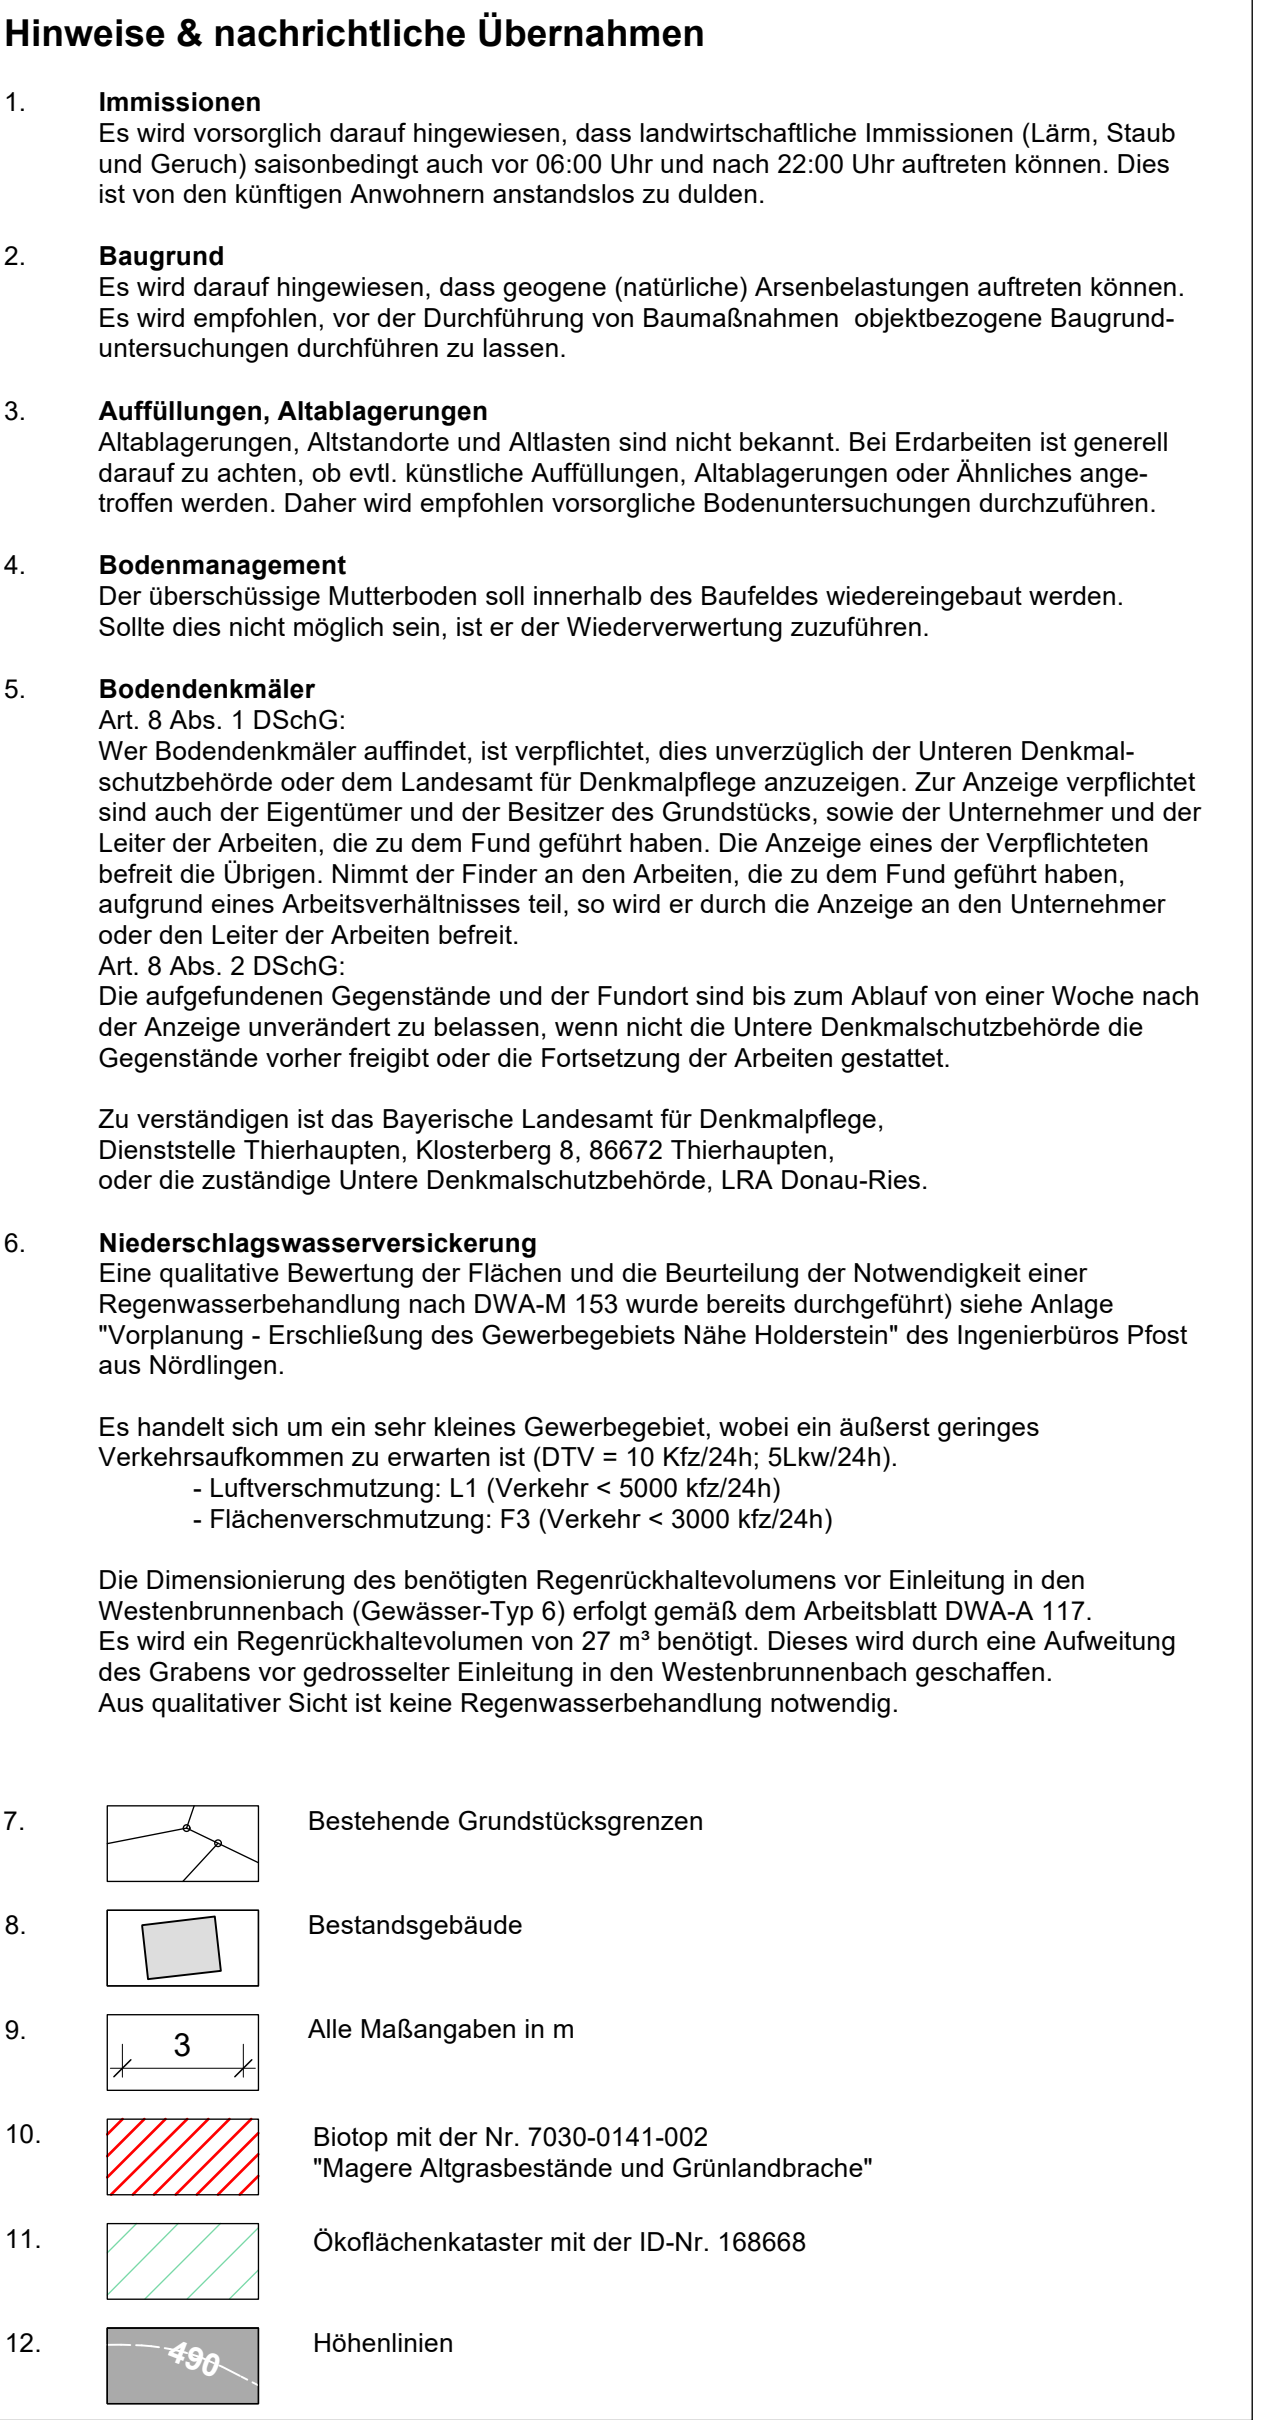 Hinweise & nachrichtliche Übernahmen
1. Immissionen
Es wird vorsorglich darauf hingewiesen, dass landwirtschaftliche Immissionen (Lärm, Staub
und Geruch) saisonbedingt auch vor 06:00 Uhr und nach 22:00 Uhr auftreten können. Dies
ist von den künftigen Anwohnern anstandslos zu dulden.
2. Baugrund
Es wird darauf hingewiesen, dass geogene (natürliche) Arsenbelastungen auftreten können.
Es wird empfohlen, vor der Durchführung von Baumaßnahmen  objektbezogene Baugrund-
untersuchungen durchführen zu lassen.
3. Auffüllungen, Altablagerungen
Altablagerungen, Altstandorte und Altlasten sind nicht bekannt. Bei Erdarbeiten ist generell
darauf zu achten, ob evtl. künstliche Auffüllungen, Altablagerungen oder Ähnliches ange-
troffen werden. Daher wird empfohlen vorsorgliche Bodenuntersuchungen durchzuführen.
4. Bodenmanagement
Der überschüssige Mutterboden soll innerhalb des Baufeldes wiedereingebaut werden.
Sollte dies nicht möglich sein, ist er der Wiederverwertung zuzuführen.
5. Bodendenkmäler
Art. 8 Abs. 1 DSchG:
Wer Bodendenkmäler auffindet, ist verpflichtet, dies unverzüglich der Unteren Denkmal-
schutzbehörde oder dem Landesamt für Denkmalpflege anzuzeigen. Zur Anzeige verpflichtet
sind auch der Eigentümer und der Besitzer des Grundstücks, sowie der Unternehmer und der
Leiter der Arbeiten, die zu dem Fund geführt haben. Die Anzeige eines der Verpflichteten
befreit die Übrigen. Nimmt der Finder an den Arbeiten, die zu dem Fund geführt haben,
aufgrund eines Arbeitsverhältnisses teil, so wird er durch die Anzeige an den Unternehmer
oder den Leiter der Arbeiten befreit.
Art. 8 Abs. 2 DSchG:
Die aufgefundenen Gegenstände und der Fundort sind bis zum Ablauf von einer Woche nach
der Anzeige unverändert zu belassen, wenn nicht die Untere Denkmalschutzbehörde die
Gegenstände vorher freigibt oder die Fortsetzung der Arbeiten gestattet.
Zu verständigen ist das Bayerische Landesamt für Denkmalpflege,
Dienststelle Thierhaupten, Klosterberg 8, 86672 Thierhaupten,
oder die zuständige Untere Denkmalschutzbehörde, LRA Donau-Ries.
6. Niederschlagswasserversickerung
Eine qualitative Bewertung der Flächen und die Beurteilung der Notwendigkeit einer
Regenwasserbehandlung nach DWA-M 153 wurde bereits durchgeführt) siehe Anlage
"Vorplanung - Erschließung des Gewerbegebiets Nähe Holderstein" des Ingenierbüros Pfost
aus Nördlingen.
Es handelt sich um ein sehr kleines Gewerbegebiet, wobei ein äußerst geringes
Verkehrsaufkommen zu erwarten ist (DTV = 10 Kfz/24h; 5Lkw/24h).
- Luftverschmutzung: L1 (Verkehr < 5000 kfz/24h)
- Flächenverschmutzung: F3 (Verkehr < 3000 kfz/24h)
Die Dimensionierung des benötigten Regenrückhaltevolumens vor Einleitung in den
Westenbrunnenbach (Gewässer-Typ 6) erfolgt gemäß dem Arbeitsblatt DWA-A 117.
Es wird ein Regenrückhaltevolumen von 27 m³ benötigt. Dieses wird durch eine Aufweitung
des Grabens vor gedrosselter Einleitung in den Westenbrunnenbach geschaffen.
Aus qualitativer Sicht ist keine Regenwasserbehandlung notwendig.
7. Bestehende Grundstücksgrenzen
8. Bestandsgebäude
9. 3 Alle Maßangaben in m
10. Biotop mit der Nr. 7030-0141-002
"Magere Altgrasbestände und Grünlandbrache"
11. Ökoflächenkataster mit der ID-Nr. 168668
12. 490 Höhenlinien